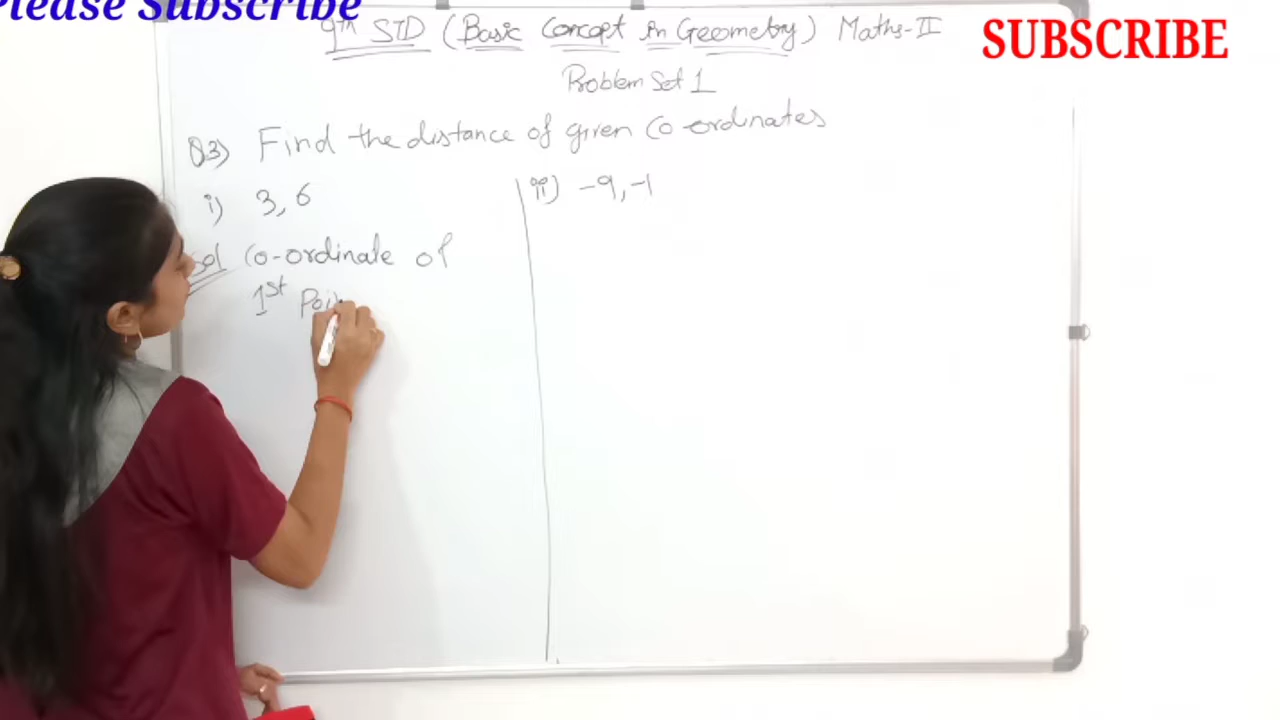 Please Subscribe
SUBSCRIBE
9th STD (Basic Concept in Geometry) Maths-II
Problem Set 1
Q3) Find the distance of given Co-ordinates
i) 3, 6
ii) -9, -1
Sol Co-ordinate of
1st Poin